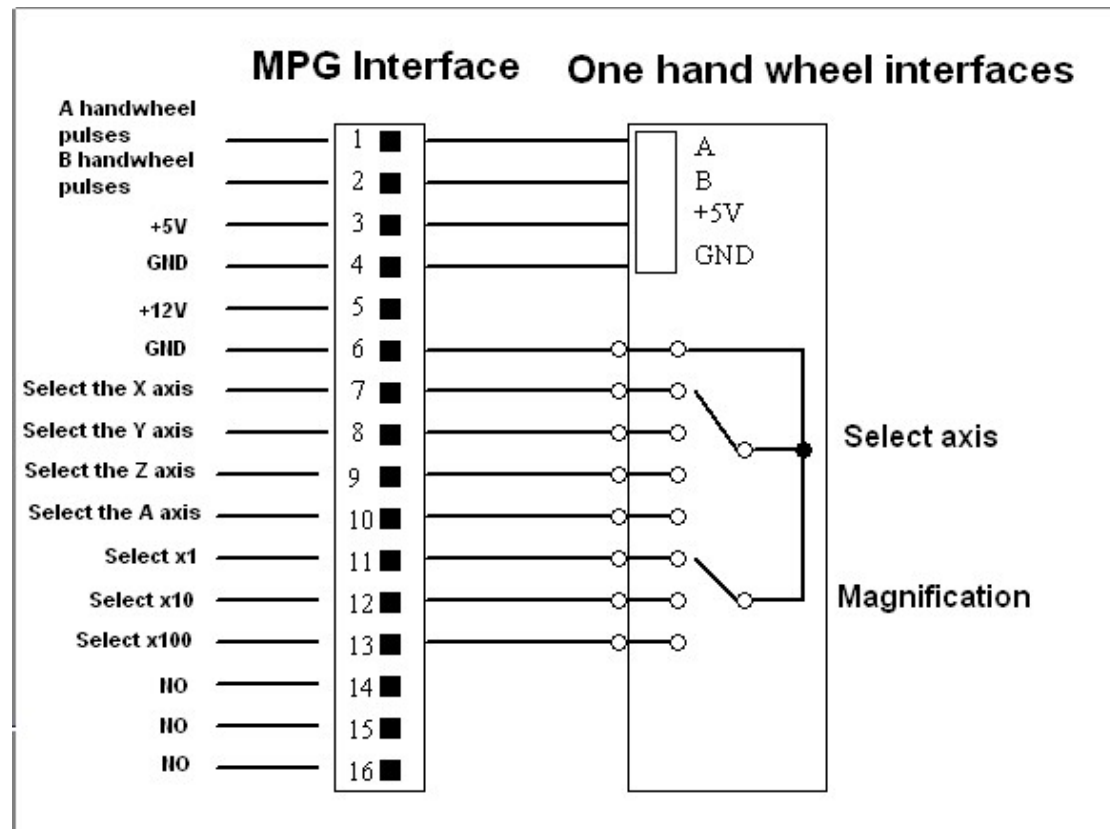 MPG Interface
One hand wheel interfaces
A handwheel
pulses
B handwheel
pulses
+5V
GND
+12V
GND
Select the X axis
Select the Y axis
Select the Z axis
Select the A axis
Select x1
Select x10
Select x100
NO
NO
NO
1
2
3
4
5
6
7
8
9
10
11
12
13
14
15
16
A
B
+5V
GND
Select axis
Magnification